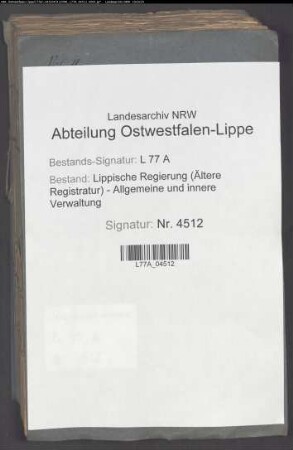 Landesarchiv NRW
Abteilung Ostwestfalen-Lippe
Bestands-Signatur: L 77 A
Bestand: Lippische Regierung (Ältere
Registratur) - Allgemeine und innere
Verwaltung
Signatur: Nr. 4512
L77A_04512